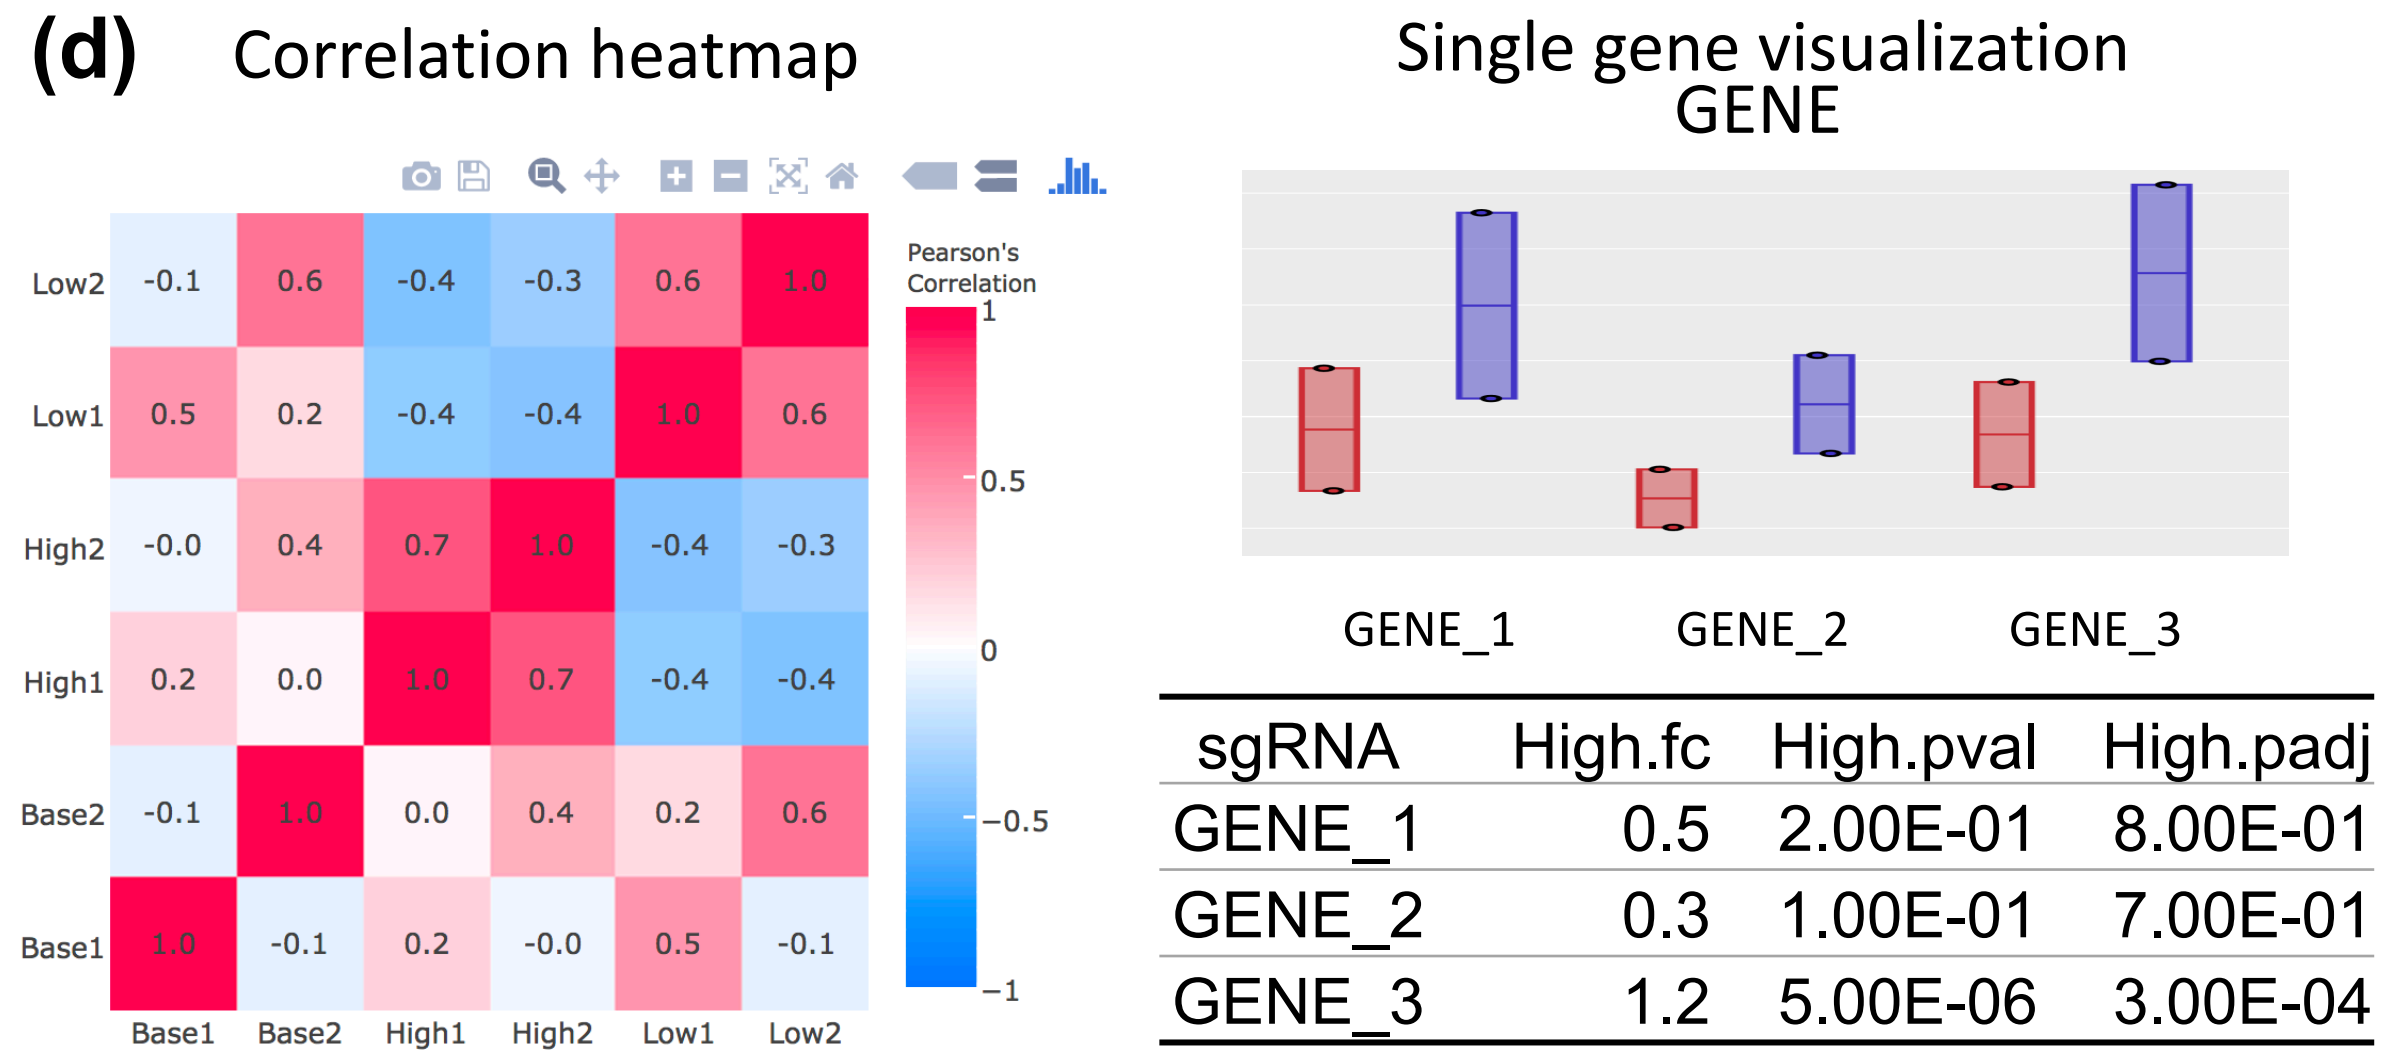 (d) Correlation heatmap
Single gene visualization
GENE
Pearson's
Correlation
1
0.5
0
−0.5
−1
Low2 -0.1 0.6 -0.4 -0.3 0.6 1.0
Low1 0.5 0.2 -0.4 -0.4 1.0 0.6
High2 -0.0 0.4 0.7 1.0 -0.4 -0.3
High1 0.2 0.0 1.0 0.7 -0.4 -0.4
Base2 -0.1 1.0 0.0 0.4 0.2 0.6
Base1 1.0 -0.1 0.2 -0.0 0.5 -0.1
Base1 Base2 High1 High2 Low1 Low2
GENE_1 GENE_2 GENE_3
sgRNA High.fc High.pval High.padj
GENE_1 0.5 2.00E-01 8.00E-01
GENE_2 0.3 1.00E-01 7.00E-01
GENE_3 1.2 5.00E-06 3.00E-04